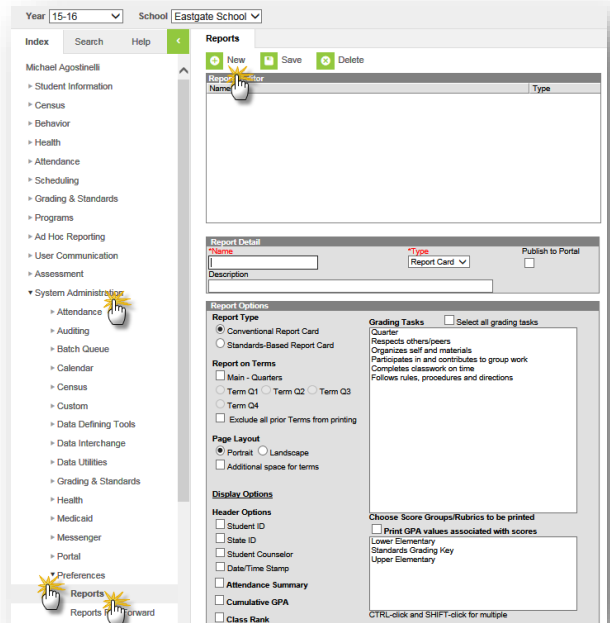 Year 15-16 School Eastgate School
Index Search Help
Michael Agostinelli
Student Information
Census
Behavior
Health
Attendance
Scheduling
Grading & Standards
Programs
Ad Hoc Reporting
User Communication
Assessment
System Administration
Attendance
Auditing
Batch Queue
Calendar
Census
Custom
Data Defining Tools
Data Interchange
Data Utilities
Grading & Standards
Health
Medicaid
Messenger
Portal
Preferences
Reports
Reports Forward
Reports
New Save Delete
Name Type
Report Detail
*Name *Type Publish to Portal
Report Card
Description
Report Options
Report Type
Conventional Report Card
Standards-Based Report Card
Report on Terms
Main - Quarters
Term Q1 Term Q2 Term Q3
Term Q4
Exclude all prior Terms from printing
Page Layout
Portrait Landscape
Additional space for terms
Display Options
Header Options
Student ID
State ID
Student Counselor
Date/Time Stamp
Attendance Summary
Cumulative GPA
Class Rank
Grading Tasks Select all grading tasks
Quarter
Respects others/peers
Organizes self and materials
Participates in and contributes to group work
Completes classwork on time
Follows rules, procedures and directions
Choose Score Groups/Rubrics to be printed
Print GPA values associated with scores
Lower Elementary
Standards Grading Key
Upper Elementary
CTRL-click and SHIFT-click for multiple